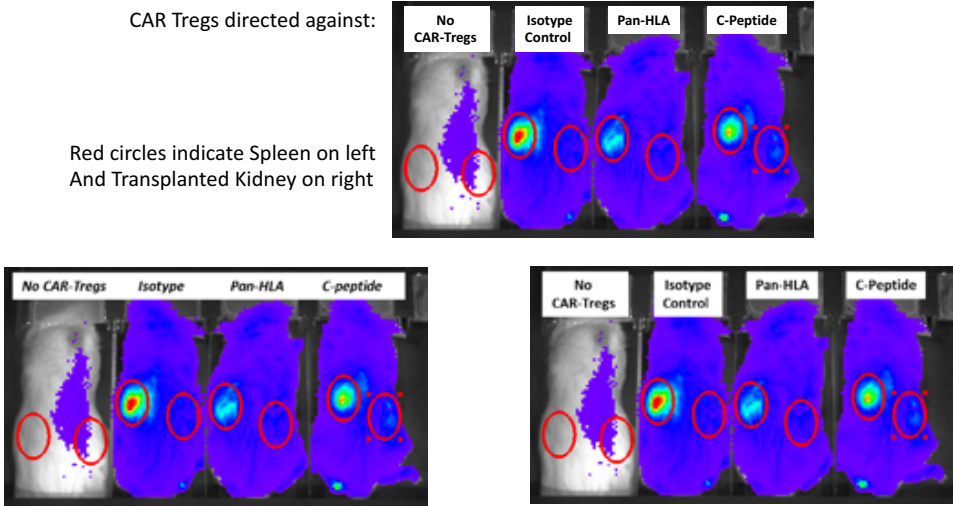 CAR Tregs directed against:
No
CAR-Tregs
Isotype
Control
Pan-HLA
C-Peptide
Red circles indicate Spleen on left
And Transplanted Kidney on right
No CAR-Tregs
Isotype
Pan-HLA
C-peptide
No
CAR-Tregs
Isotype
Control
Pan-HLA
C-Peptide